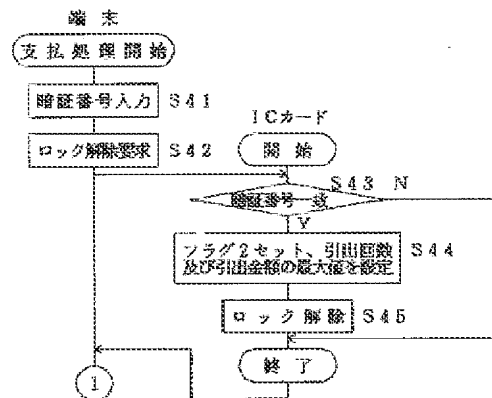 端末
支払処理開始
暗証番号入力 S41
ロック解除要求 S42
ICカード
開始
S43 N
暗証番号一致
Y
フラグ2セット、引出回数
及び引出金額の最大値を設定 S44
ロック解除 S45
終了
1